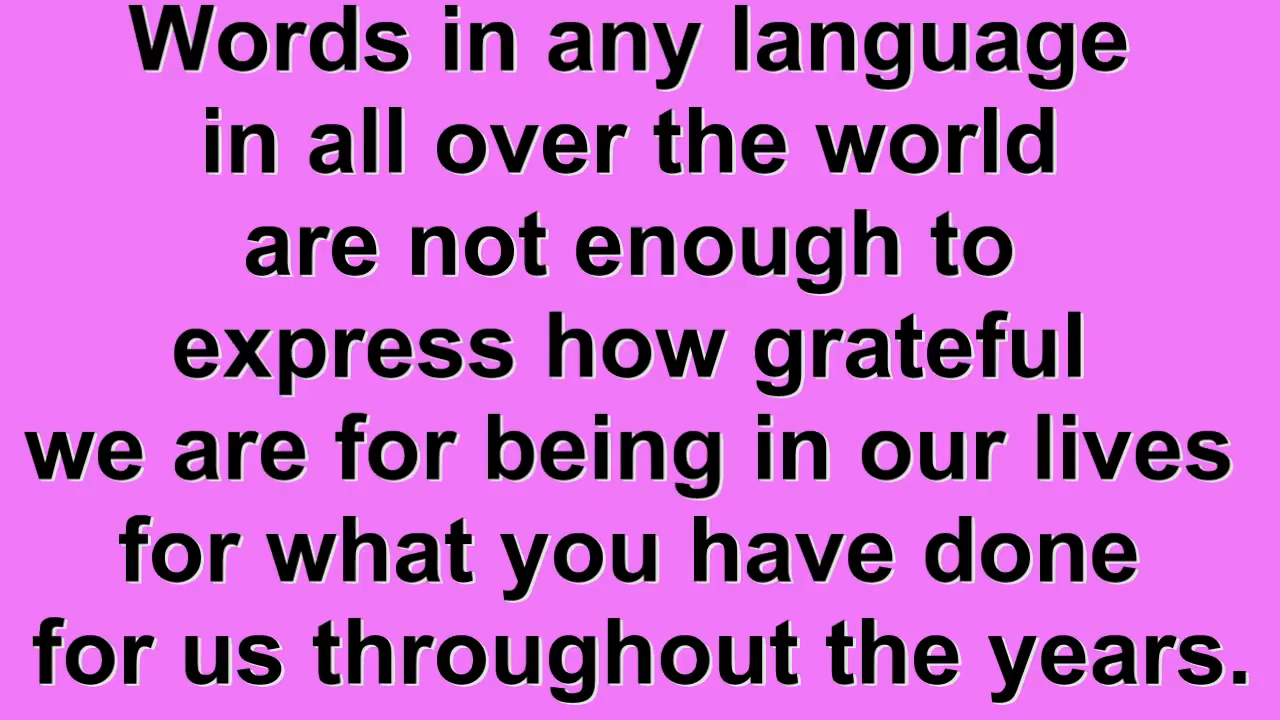 Words in any language
in all over the world
are not enough to
express how grateful
we are for being in our lives
for what you have done
for us throughout the years.